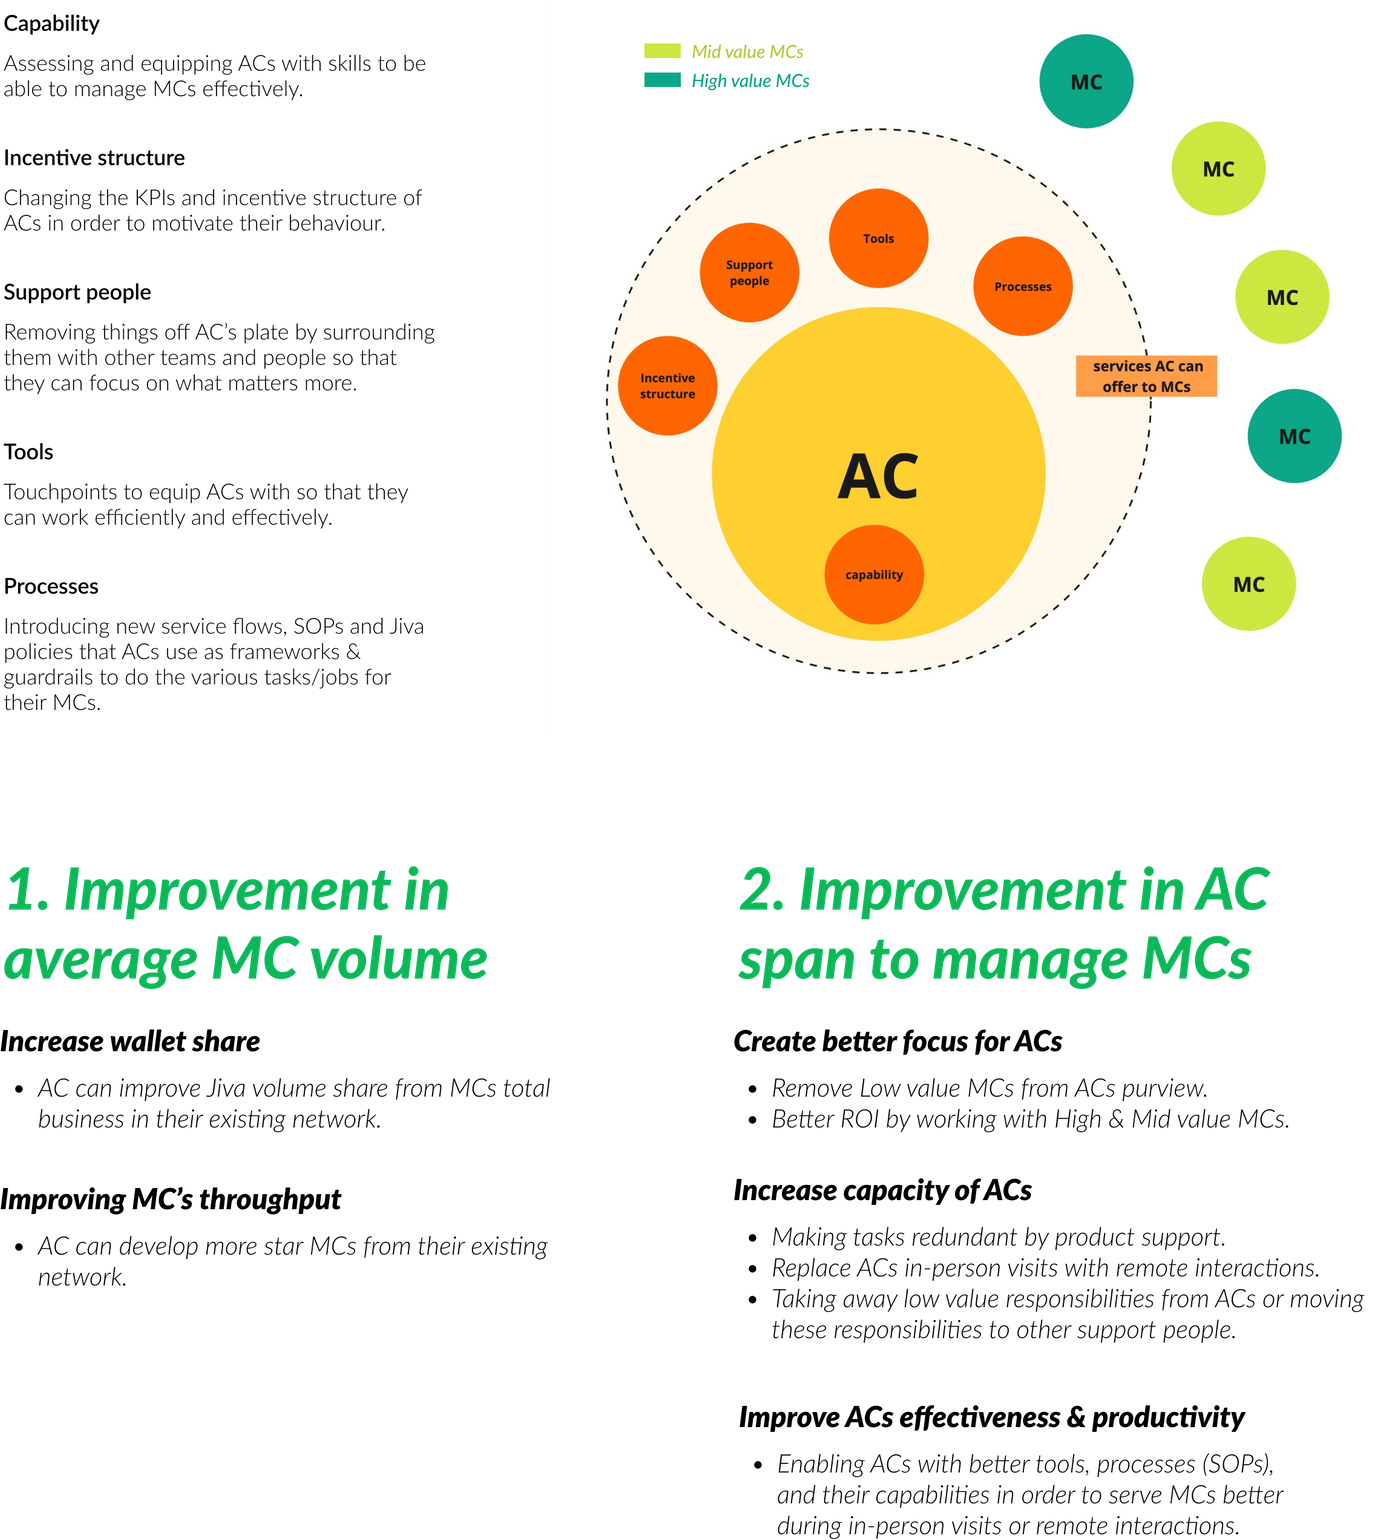 Capability
Assessing and equipping ACs with skills to be
able to manage MCs effectively.
Incentive structure
Changing the KPIs and incentive structure of
ACs in order to motivate their behaviour.
Support people
Removing things off AC's plate by surrounding
them with other teams and people so that
they can focus on what matters more.
Tools
Touchpoints to equip ACs with so that they
can work efficiently and effectively.
Processes
Introducing new service flows, SOPs and Jiva
policies that ACs use as frameworks &
guardrails to do the various tasks/jobs for
their MCs.
Mid value MCs
High value MCs
MC
MC
MC
MC
MC
Tools
Support
people
Processes
Incentive
structure
services AC can
offer to MCs
AC
capability
1. Improvement in
average MC volume
Increase wallet share
• AC can improve Jiva volume share from MCs total
business in their existing network.
Improving MC's throughput
• AC can develop more star MCs from their existing
network.
2. Improvement in AC
span to manage MCs
Create better focus for ACs
• Remove Low value MCs from ACs purview.
• Better ROI by working with High & Mid value MCs.
Increase capacity of ACs
• Making tasks redundant by product support.
• Replace ACs in-person visits with remote interactions.
• Taking away low value responsibilities from ACs or moving
these responsibilities to other support people.
Improve ACs effectiveness & productivity
• Enabling ACs with better tools, processes (SOPs),
and their capabilities in order to serve MCs better
during in-person visits or remote interactions.